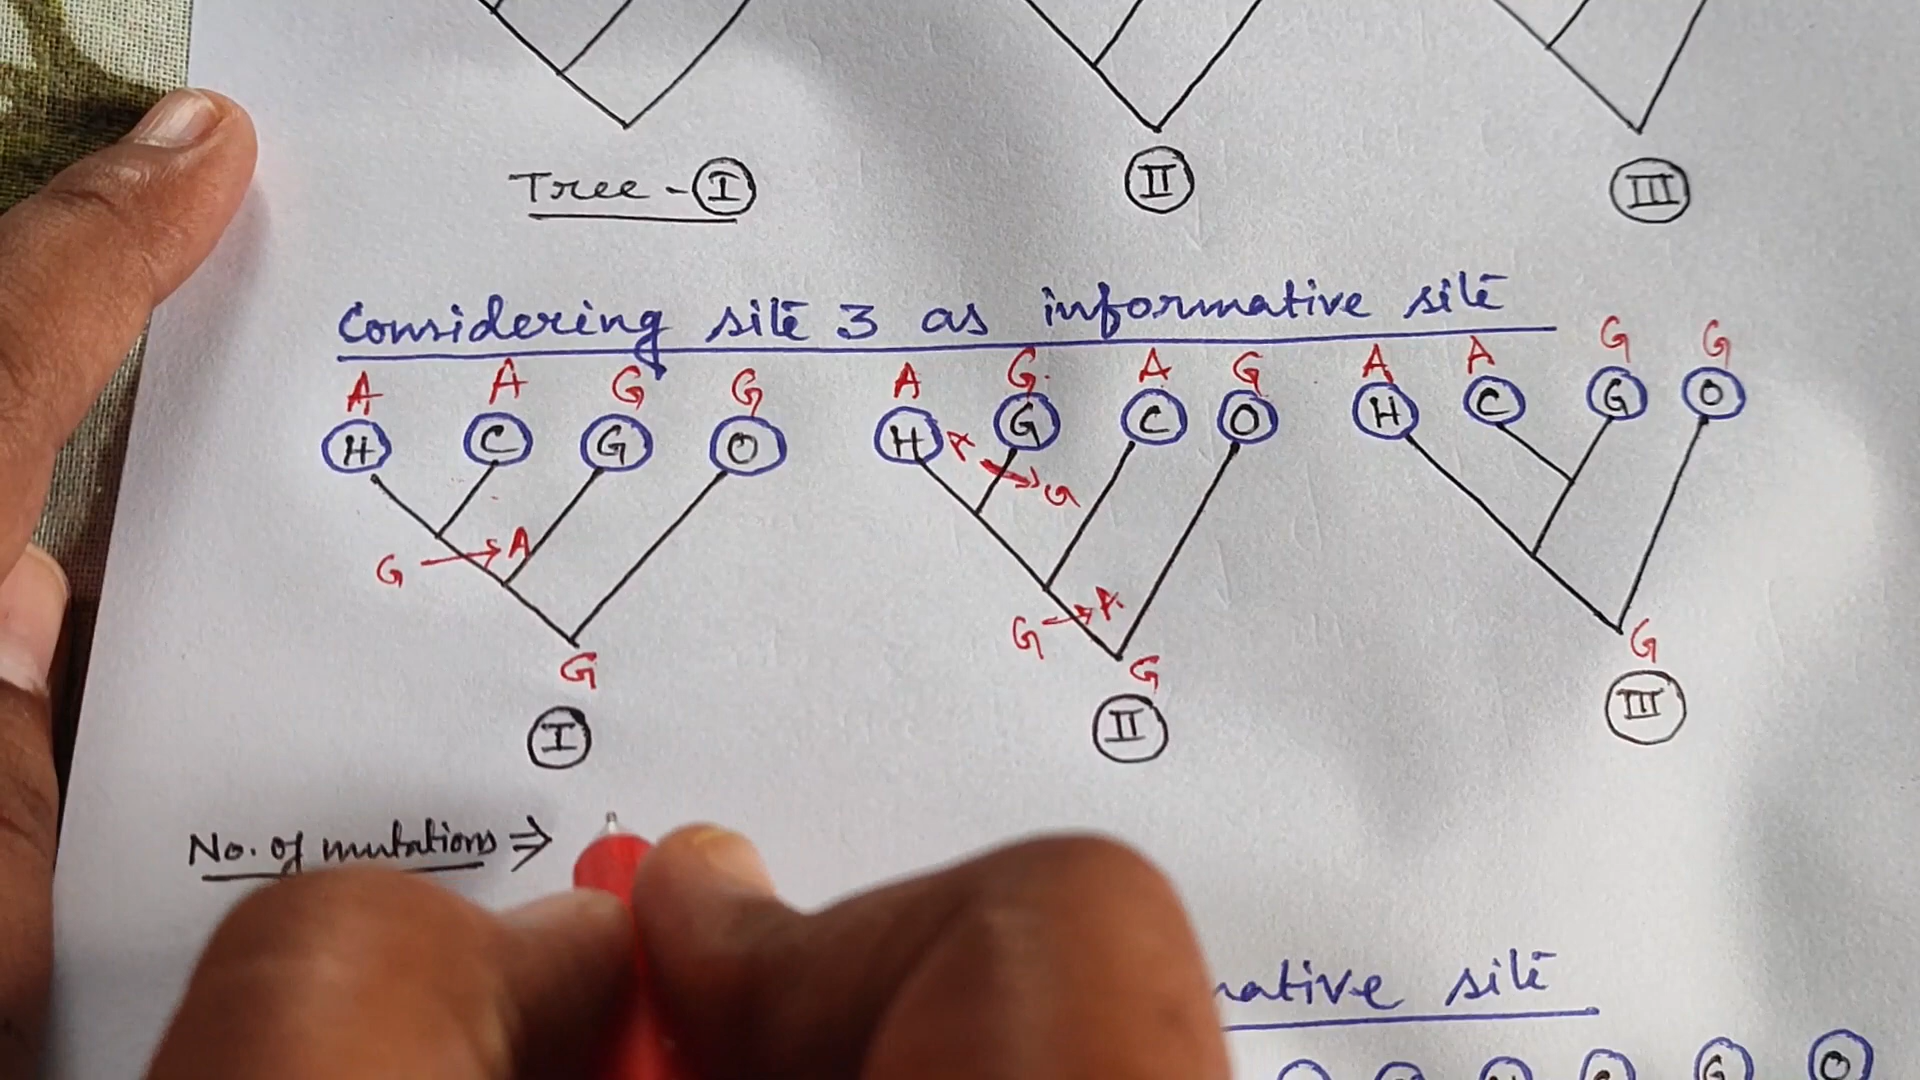 Tree - I II III
Considering site 3 as informative site
A A G G A G A G A A G G
H C G O H G C O H C G O
A → G
G → A
G → A
G G G
I II III
No. of mutations ⇒
native site
G O